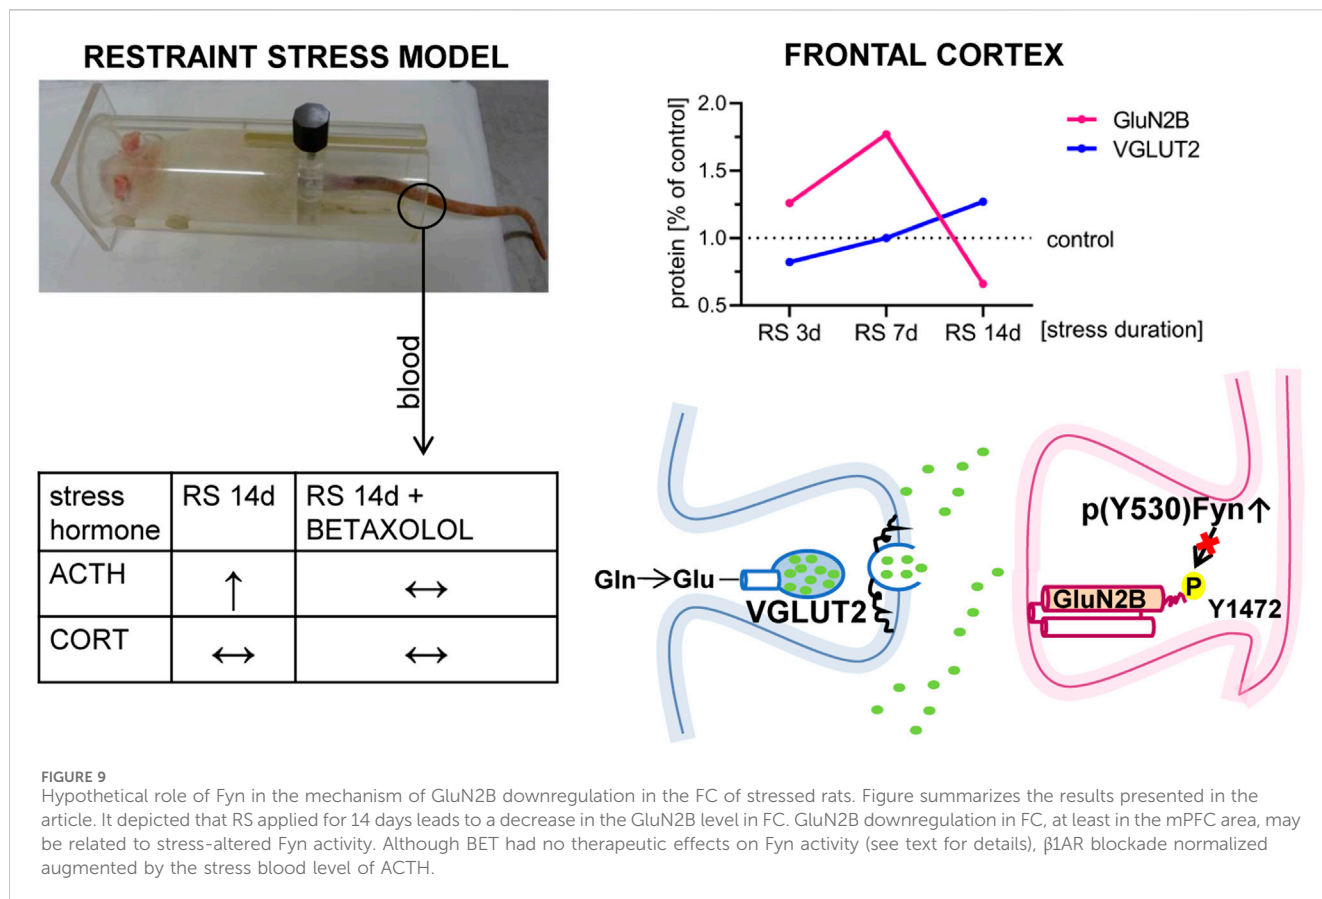 RESTRAINT STRESS MODEL
blood
stress hormone
RS 14d
RS 14d + BETAXOLOL
ACTH
↑
↔
CORT
↔
↔
FRONTAL CORTEX
protein [% of control]
2.0
1.5
1.0
0.5
GluN2B
VGLUT2
control
RS 3d
RS 7d
RS 14d
[stress duration]
Gln→Glu
VGLUT2
p(Y530)Fyn↑
P
GluN2B
Y1472
FIGURE 9
Hypothetical role of Fyn in the mechanism of GluN2B downregulation in the FC of stressed rats. Figure summarizes the results presented in the
article. It depicted that RS applied for 14 days leads to a decrease in the GluN2B level in FC. GluN2B downregulation in FC, at least in the mPFC area, may
be related to stress-altered Fyn activity. Although BET had no therapeutic effects on Fyn activity (see text for details), β1AR blockade normalized
augmented by the stress blood level of ACTH.